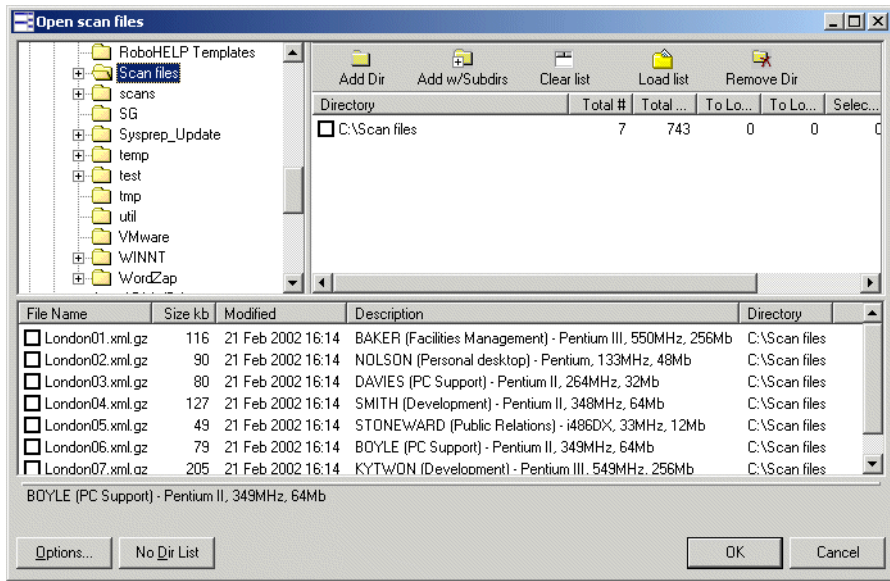 Open scan files
RoboHELP Templates
Scan files
scans
SG
Sysprep_Update
temp
test
tmp
util
VMware
WINNT
WordZap
Add Dir Add w/Subdirs Clear list Load list Remove Dir
Directory Total # Total ... To Lo... To Lo... Selec...
C:\Scan files 7 743 0 0 0
File Name Size kb Modified Description Directory
London01.xml.gz 116 21 Feb 2002 16:14 BAKER (Facilities Management) - Pentium III, 550MHz, 256Mb C:\Scan files
London02.xml.gz 90 21 Feb 2002 16:14 NOLSON (Personal desktop) - Pentium, 133MHz, 48Mb C:\Scan files
London03.xml.gz 80 21 Feb 2002 16:14 DAVIES (PC Support) - Pentium II, 264MHz, 32Mb C:\Scan files
London04.xml.gz 127 21 Feb 2002 16:14 SMITH (Development) - Pentium II, 348MHz, 64Mb C:\Scan files
London05.xml.gz 49 21 Feb 2002 16:14 STONEWARD (Public Relations) - i486DX, 33MHz, 12Mb C:\Scan files
London06.xml.gz 79 21 Feb 2002 16:14 BOYLE (PC Support) - Pentium II, 349MHz, 64Mb C:\Scan files
London07.xml.gz 205 21 Feb 2002 16:14 KYTWON (Development) - Pentium III, 549MHz, 256Mb C:\Scan files
BOYLE (PC Support) - Pentium II, 349MHz, 64Mb
Options... No Dir List OK Cancel